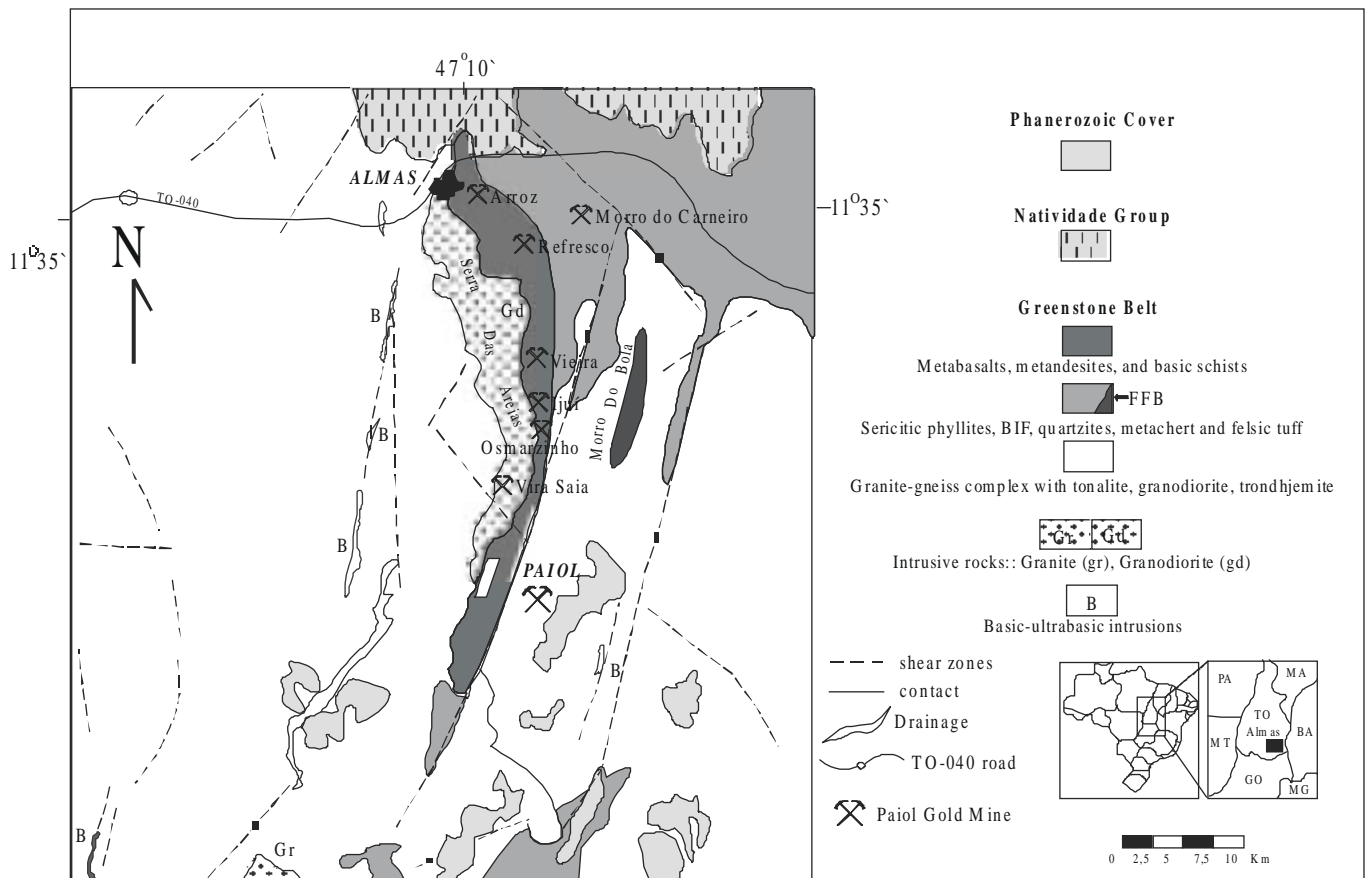 47°10`
ALMAS
TO-040
Arroz
Morro do Carneiro
11°35`
Refresco
11°35`
N
Serra
Das
Areias
Gd
B
Vieira
Morro Do Bola
Ijuí
B
Osmarzinho
Vira Saia
B
PAIOL
B
B
Gr
Phanerozoic Cover
Natividade Group
Greenstone Belt
Metabasalts, metandesites, and basic schists
FFB
Sericitic phyllites, BIF, quartzites, metachert and felsic tuff
Granite-gneiss complex with tonalite, granodiorite, trondhjemite
Gr Gd
Intrusive rocks:: Granite (gr), Granodiorite (gd)
B
Basic-ultrabasic intrusions
shear zones
contact
Drainage
TO-040 road
Paiol Gold Mine
PA
MA
TO
Almas
MT
BA
GO
MG
0 2,5 5 7,5 10 Km